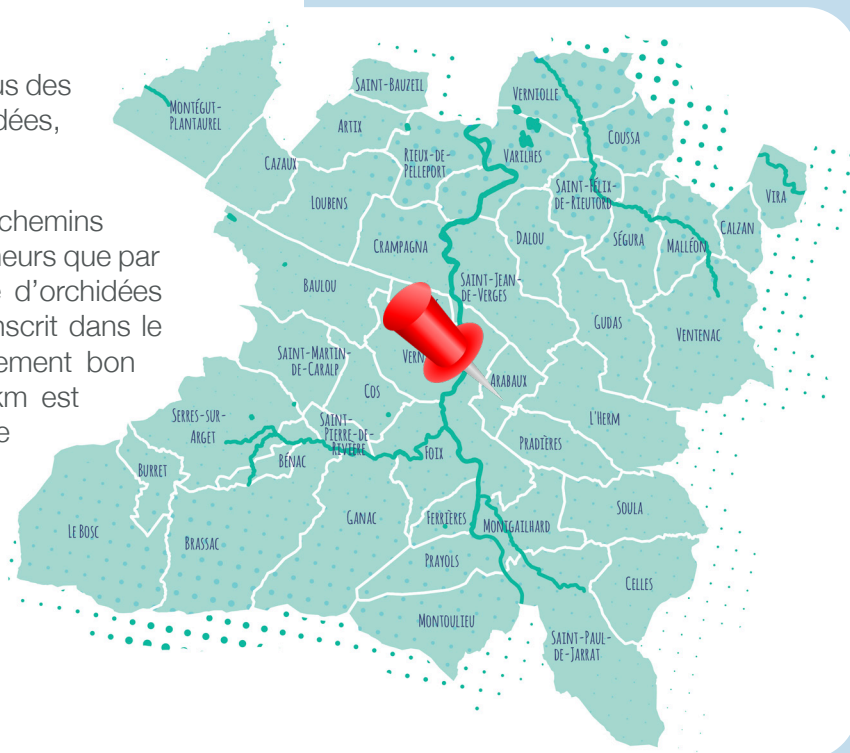 us des
dées,
chemins
neurs que par
e d'orchidées
nscrit dans le
ement bon
km est
e
SAINT-BAUZEIL
VERNIOLLE
MONTÉGUT-
PLANTAUREL
ARTIX
COUSSA
CAZAUX
RIEUX-DE-
PELLEPORT
VARILHES
SAINT-FÉLIX-
DE-RIEUTORD
VIRA
LOUBENS
CALZAN
CRAMPAGNA
DALOU
SÉGURA
MALLÉON
BAULOU
SAINT-JEAN-
DE-VERGES
GUDAS
VENTENAC
SAINT-MARTIN-
DE-CARALP
VERN
ARABAUX
COS
L'HERM
SERRES-SUR-
ARGET
SAINT-
PIERRE-DE-
RIVIÈRE
PRADIÈRES
FOIX
BÉNAC
BURRET
SOULA
GANAC
FERRIÈRES
MONTGAILHARD
LE BOSC
BRASSAC
PRAYOLS
CELLES
MONTOULIEU
SAINT-PAUL-
DE-JARRAT